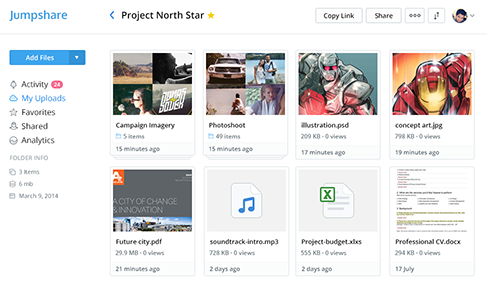 Jumpshare
Project North Star
Copy Link
Share
Add Files
Activity 24
My Uploads
Favorites
Shared
Analytics
FOLDER INFO
3 Items
6 mb
March 9, 2014
Campaign Imagery
5 items
15 minutes ago
Photoshoot
49 items
15 minutes ago
illustration.psd
209 KB · 0 views
17 minutes ago
concept art.jpg
798 KB · 0 views
19 minutes ago
A CITY OF CHANGE
& INNOVATION
Future city.pdf
29.9 MB · 0 views
21 minutes ago
soundtrack-intro.mp3
728 KB · 0 views
2 days ago
Project-budget.xlxs
555 KB · 0 views
2 days ago
Professional CV.docx
294 KB · 0 views
17 July